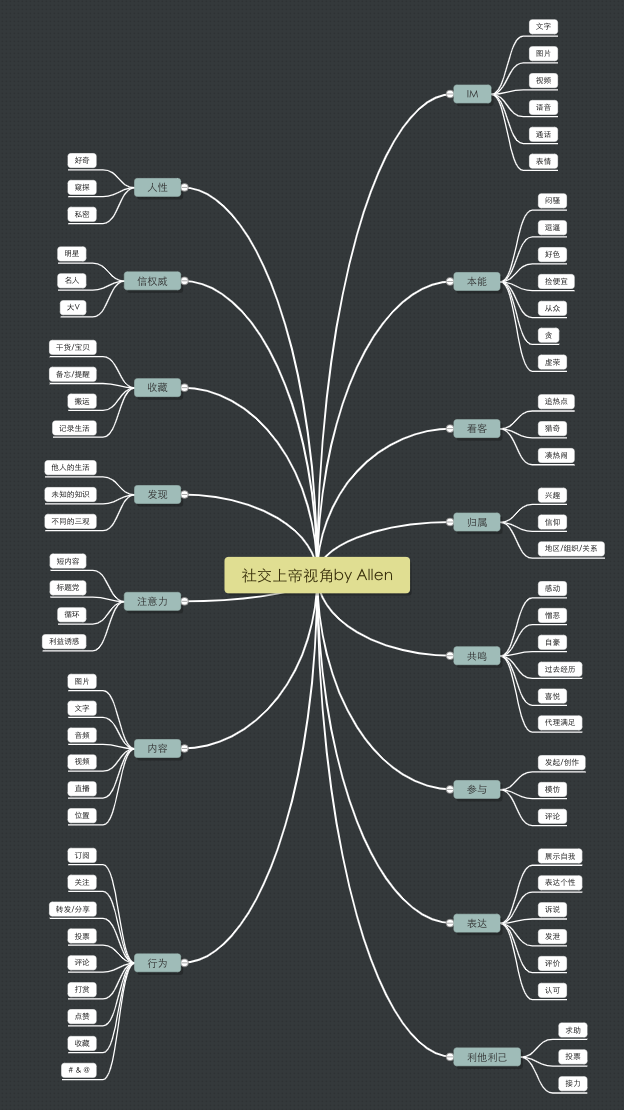 社交上帝视角by Allen
IM
文字
图片
视频
语音
通话
表情
本能
闷骚
逗逼
好色
捡便宜
从众
贪
虚荣
看客
追热点
猎奇
凑热闹
归属
兴趣
信仰
地区/组织/关系
共鸣
感动
憎恶
自豪
过去经历
喜悦
代理满足
参与
发起/创作
模仿
评论
表达
展示自我
表达个性
诉说
发泄
评价
认可
利他利己
求助
投票
接力
人性
好奇
窥探
私密
信权威
明星
名人
大V
收藏
干货/宝贝
备忘/提醒
搬运
记录生活
发现
他人的生活
未知的知识
不同的三观
注意力
短内容
标题党
循环
利益诱惑
内容
图片
文字
音频
视频
直播
位置
行为
订阅
关注
转发/分享
投票
评论
打赏
点赞
收藏
# & @